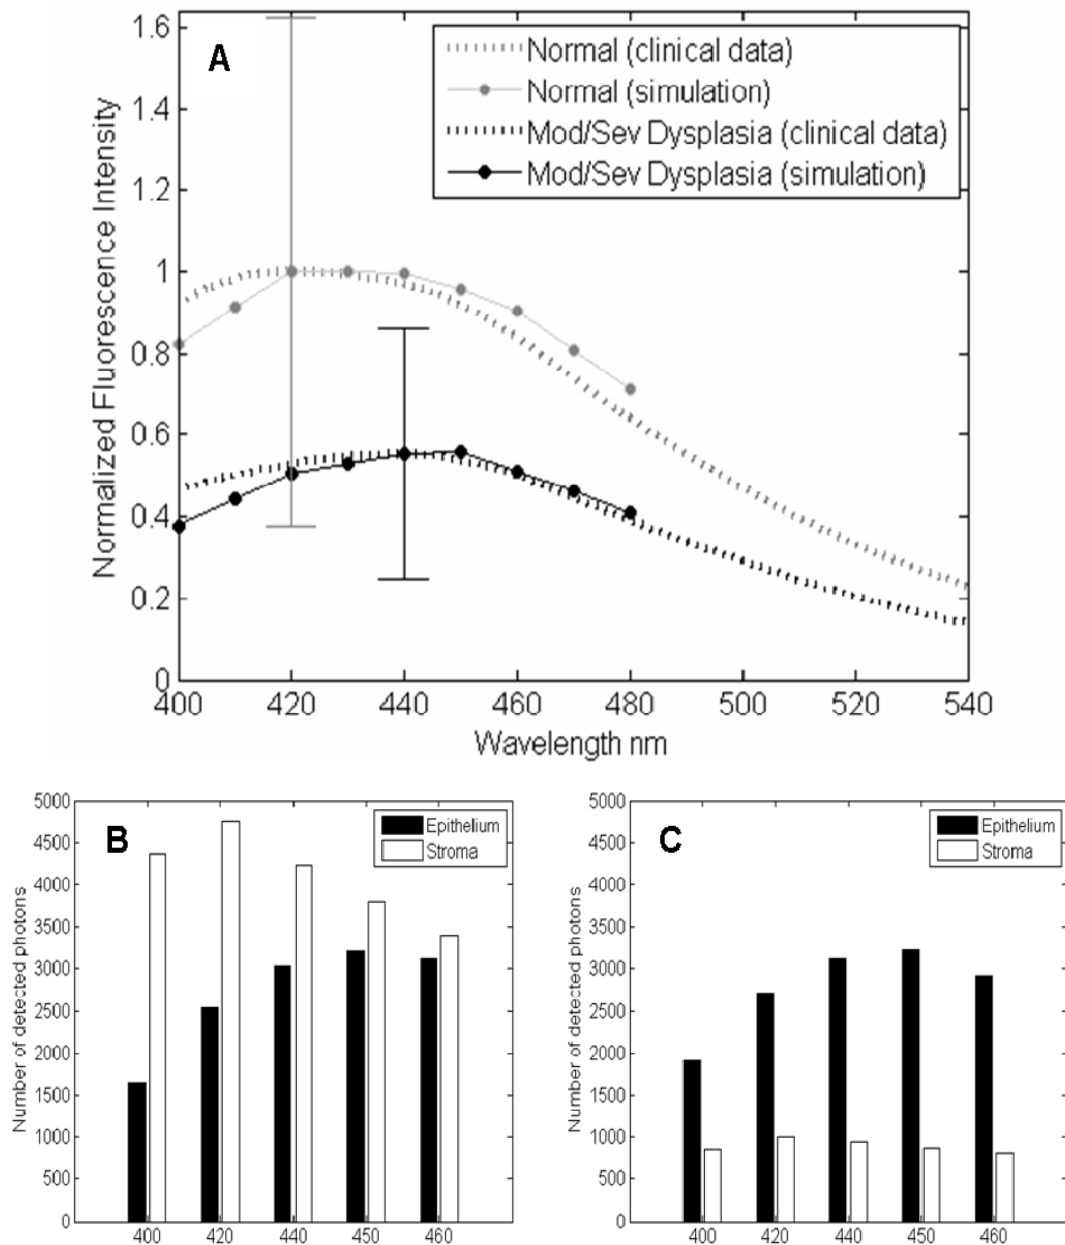 A
1.6
1.4
1.2
1
0.8
0.6
0.4
0.2
0
Normalized Fluorescence Intensity
Normal (clinical data)
Normal (simulation)
Mod/Sev Dysplasia (clinical data)
Mod/Sev Dysplasia (simulation)
400 420 440 460 480 500 520 540
Wavelength nm
B
5000
4500
4000
3500
3000
2500
2000
1500
1000
500
0
Number of detected photons
Epithelium
Stroma
400 420 440 450 460
C
5000
4500
4000
3500
3000
2500
2000
1500
1000
500
0
Number of detected photons
Epithelium
Stroma
400 420 440 450 460